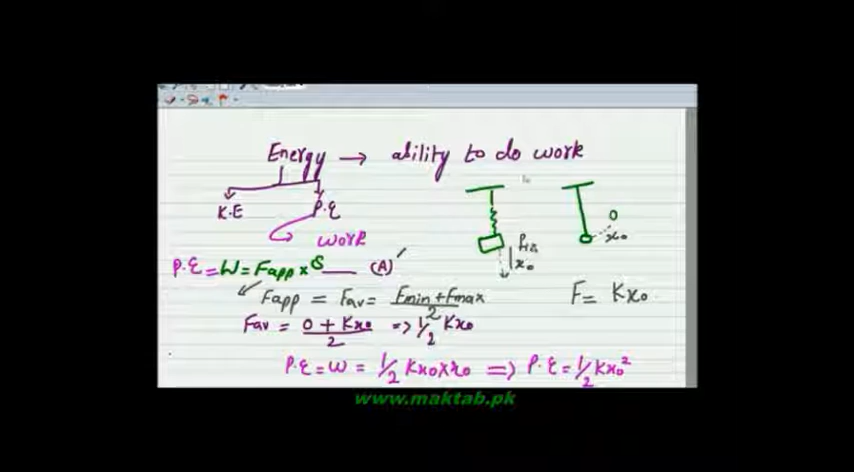 Energy → ability to do work
K.E P.E
work
0
x₀
x₀
P.E = W = Fapp × S ___ (A)
Fapp = Fav = Fmin + Fmax / 2
F = Kx₀
Fav = 0 + Kx₀ / 2 => 1/2 Kx₀
P.E = W = 1/2 Kx₀ × x₀ => P.E = 1/2 Kx₀²
www.maktab.pk